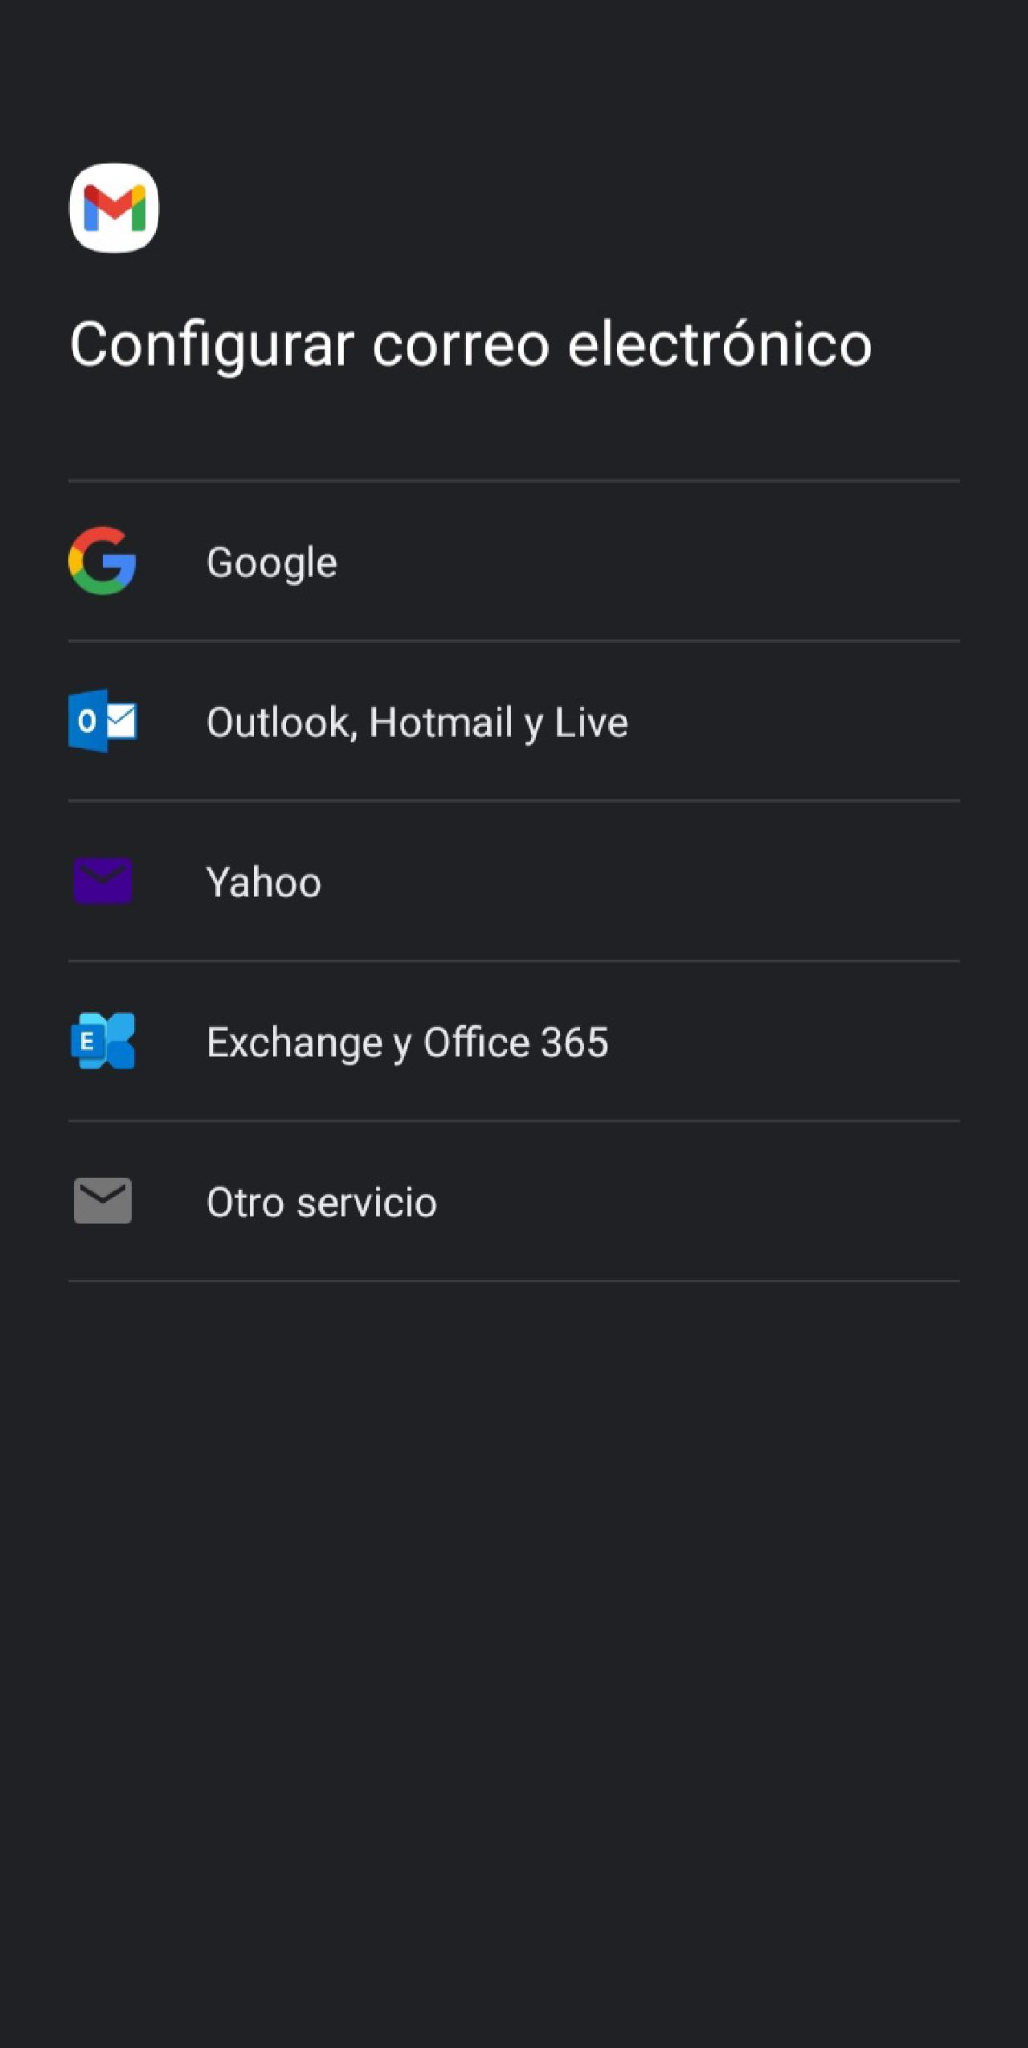 Configurar correo electrónico
Google
Outlook, Hotmail y Live
Yahoo
Exchange y Office 365
Otro servicio